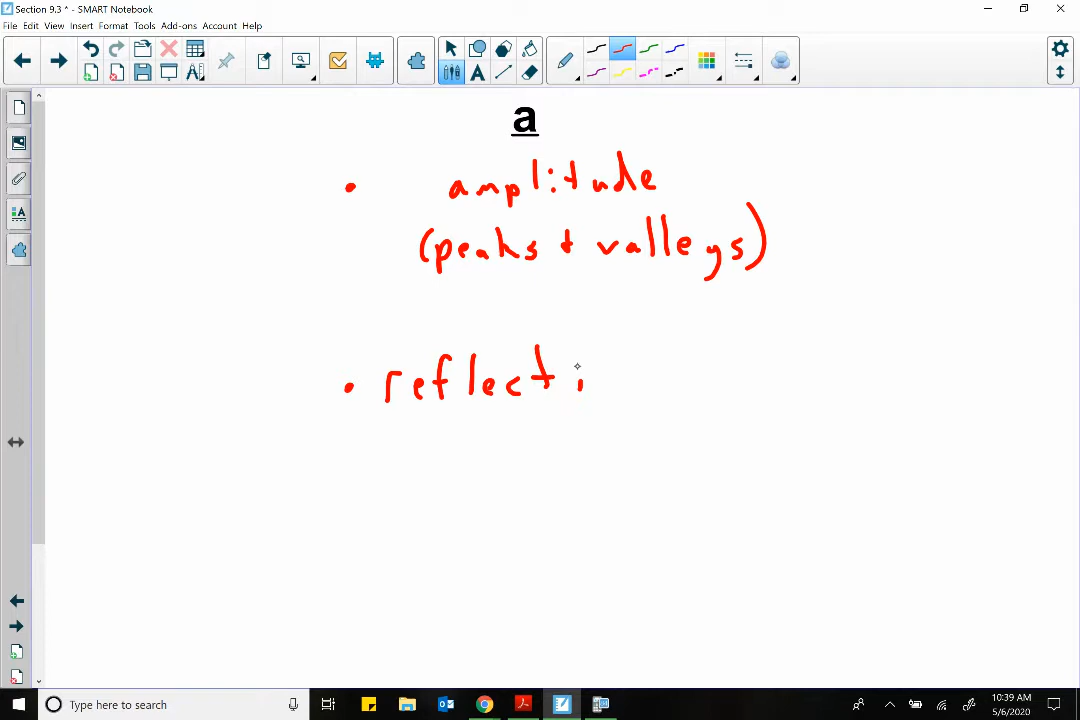 Section 9.3 * - SMART Notebook
File Edit View Insert Format Tools Add-ons Account Help
a
• amplitude
(peaks + valleys)
• reflecti
Type here to search
10:39 AM
5/6/2020